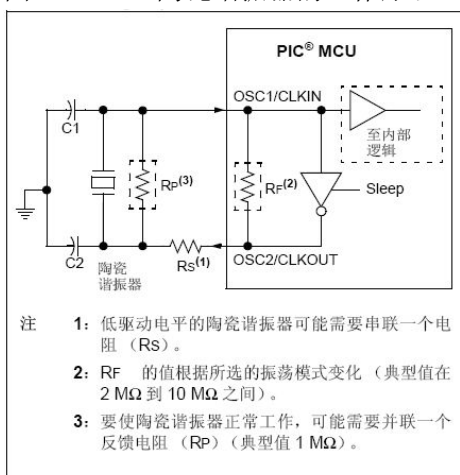 PIC® MCU
OSC1/CLKIN
C1
至内部
逻辑
RP(3)
RF(2)
Sleep
C2
陶瓷
谐振器
RS(1)
OSC2/CLKOUT
注 1: 低驱动电平的陶瓷谐振器可能需要串联一个电
阻 （RS）。
2: RF 的值根据所选的振荡模式变化 （典型值在
2 MΩ 到 10 MΩ 之间）。
3: 要使陶瓷谐振器正常工作，可能需要并联一个
反馈电阻 （RP）（典型值 1 MΩ）。